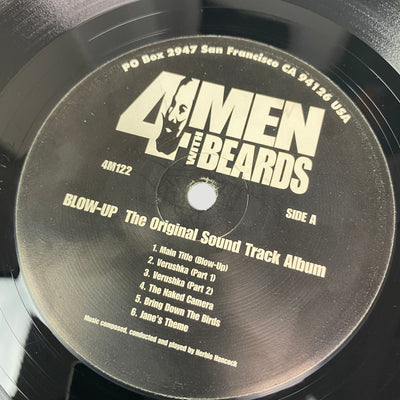 PO Box 2947 San Francisco CA 94126 USA
4 MEN
WITH
BEARDS
4M122
SIDE A
BLOW-UP The Original Sound Track Album
1. Main Title (Blow-Up)
2. Verushka (Part 1)
3. Verushka (Part 2)
4. The Naked Camera
5. Bring Down The Birds
6. Jane's Theme
Music composed, conducted and played by Herbie Hancock